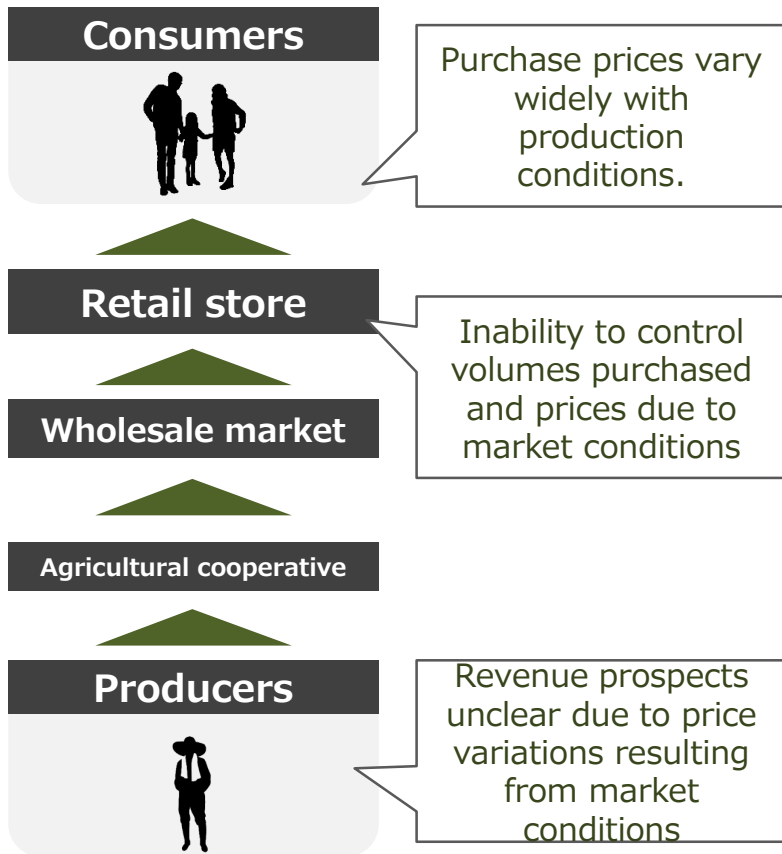 Consumers
Purchase prices vary
widely with
production
conditions.
Retail store
Inability to control
volumes purchased
and prices due to
market conditions
Wholesale market
Agricultural cooperative
Producers
Revenue prospects
unclear due to price
variations resulting
from market
conditions